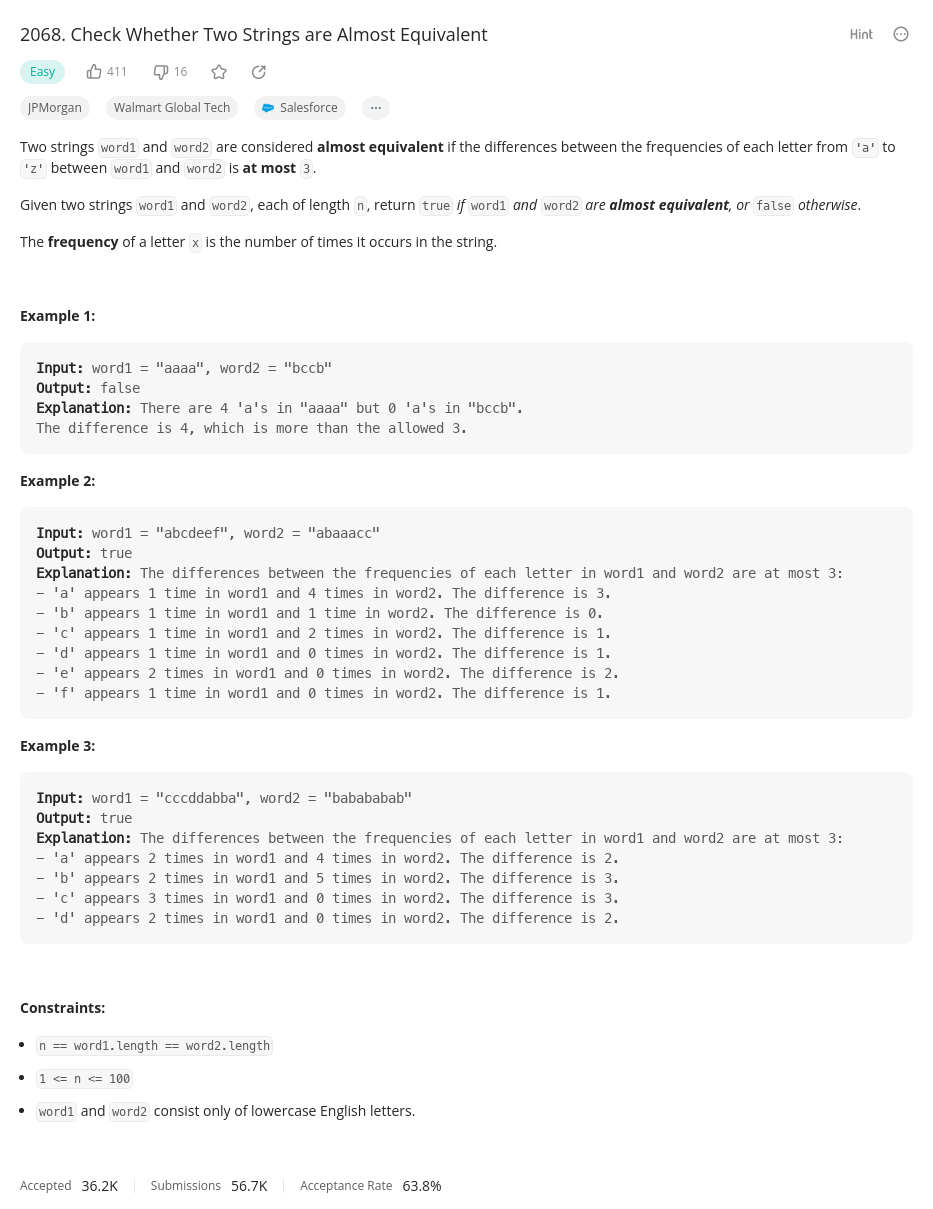 2068. Check Whether Two Strings are Almost Equivalent
Hint
Easy
411
16
JPMorgan
Walmart Global Tech
Salesforce
Two strings word1 and word2 are considered almost equivalent if the differences between the frequencies of each letter from 'a' to
'z' between word1 and word2 is at most 3.
Given two strings word1 and word2, each of length n, return true if word1 and word2 are almost equivalent, or false otherwise.
The frequency of a letter x is the number of times it occurs in the string.
Example 1:
Input: word1 = "aaaa", word2 = "bccb"
Output: false
Explanation: There are 4 'a's in "aaaa" but 0 'a's in "bccb".
The difference is 4, which is more than the allowed 3.
Example 2:
Input: word1 = "abcdeef", word2 = "abaaacc"
Output: true
Explanation: The differences between the frequencies of each letter in word1 and word2 are at most 3:
– 'a' appears 1 time in word1 and 4 times in word2. The difference is 3.
– 'b' appears 1 time in word1 and 1 time in word2. The difference is 0.
– 'c' appears 1 time in word1 and 2 times in word2. The difference is 1.
– 'd' appears 1 time in word1 and 0 times in word2. The difference is 1.
– 'e' appears 2 times in word1 and 0 times in word2. The difference is 2.
– 'f' appears 1 time in word1 and 0 times in word2. The difference is 1.
Example 3:
Input: word1 = "cccddabba", word2 = "babababab"
Output: true
Explanation: The differences between the frequencies of each letter in word1 and word2 are at most 3:
– 'a' appears 2 times in word1 and 4 times in word2. The difference is 2.
– 'b' appears 2 times in word1 and 5 times in word2. The difference is 3.
– 'c' appears 3 times in word1 and 0 times in word2. The difference is 3.
– 'd' appears 2 times in word1 and 0 times in word2. The difference is 2.
Constraints:
• n == word1.length == word2.length
• 1 <= n <= 100
• word1 and word2 consist only of lowercase English letters.
Accepted 36.2K Submissions 56.7K Acceptance Rate 63.8%